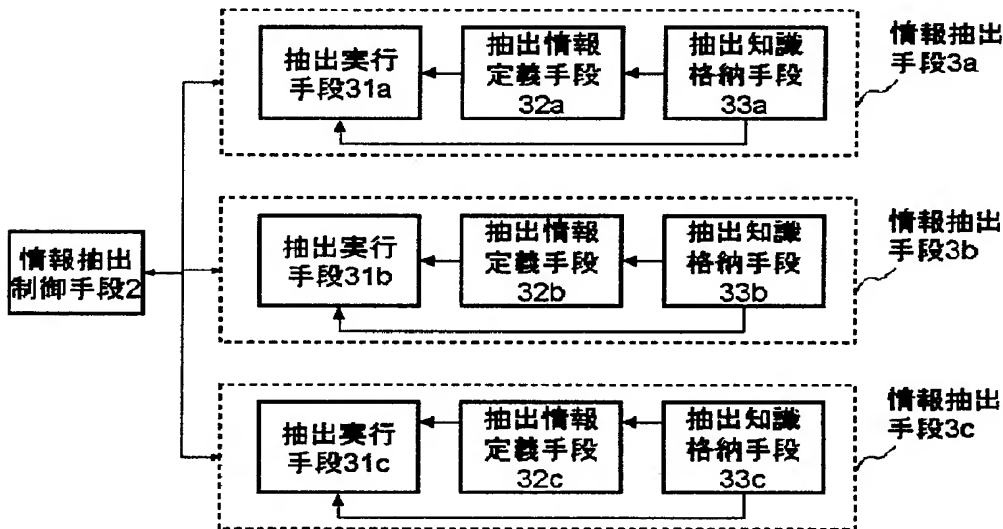 抽出実行
手段31a
抽出情報
定義手段
32a
抽出知識
格納手段
33a
情報抽出
手段3a
情報抽出
制御手段2
抽出実行
手段31b
抽出情報
定義手段
32b
抽出知識
格納手段
33b
情報抽出
手段3b
抽出実行
手段31c
抽出情報
定義手段
32c
抽出知識
格納手段
33c
情報抽出
手段3c